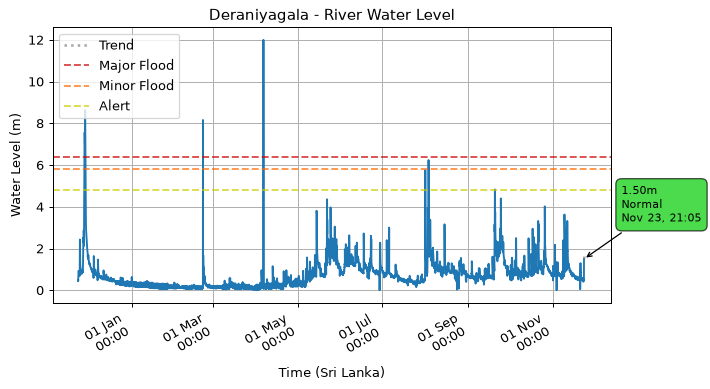 Deraniyagala - River Water Level
Water Level (m)
12
10
8
6
4
2
0
Trend
Major Flood
Minor Flood
Alert
1.50m
Normal
Nov 23, 21:05
01 Jan
00:00
01 Mar
00:00
01 May
00:00
01 Jul
00:00
01 Sep
00:00
01 Nov
00:00
Time (Sri Lanka)